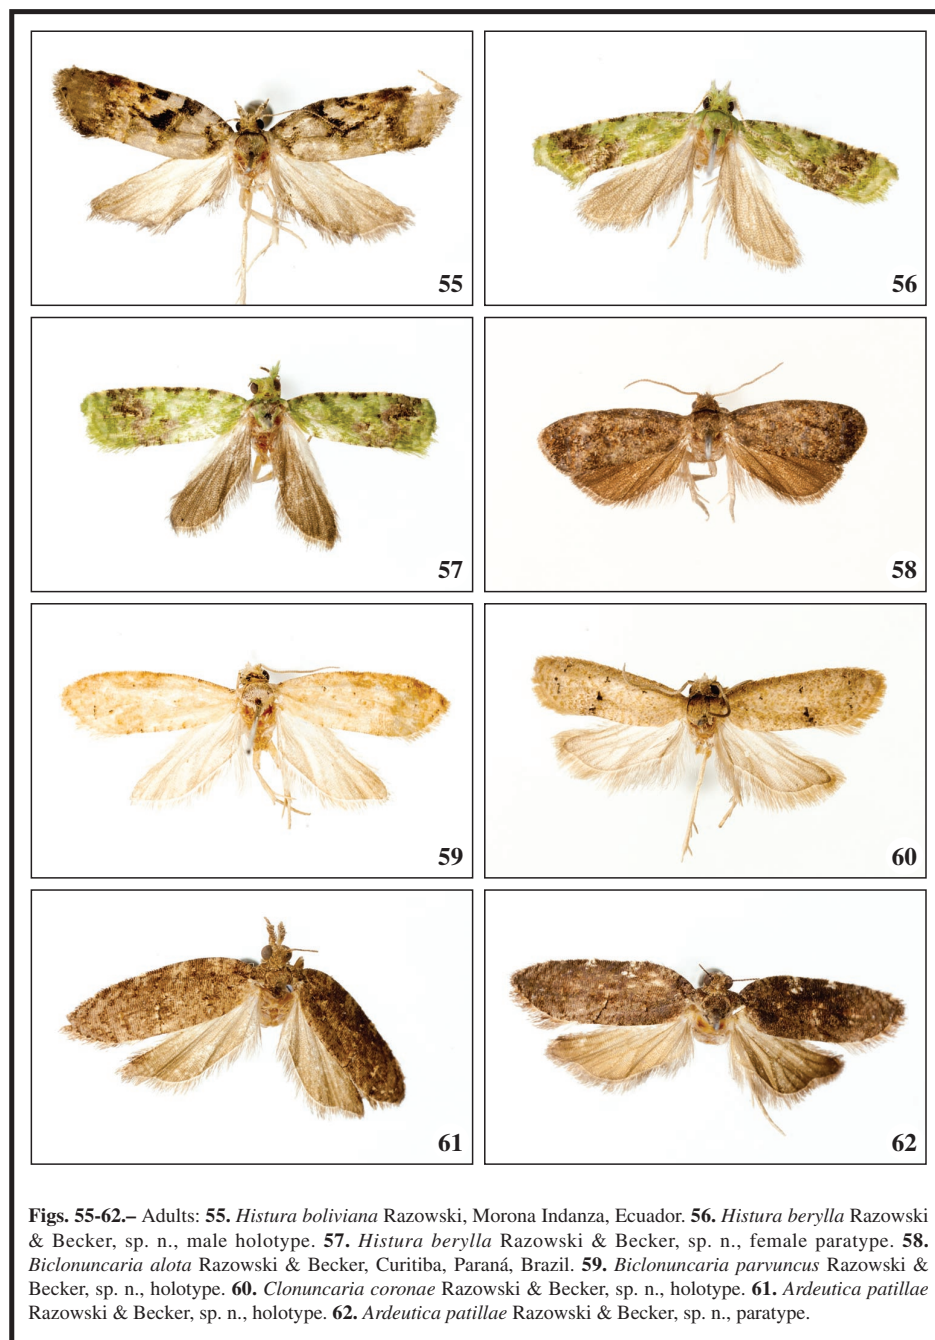 55
56
57
58
59
60
61
62
Figs. 55-62.– Adults: 55. Histura boliviana Razowski, Morona Indanza, Ecuador. 56. Histura berylla Razowski
& Becker, sp. n., male holotype. 57. Histura berylla Razowski & Becker, sp. n., female paratype. 58.
Biclonuncaria alota Razowski & Becker, Curitiba, Paraná, Brazil. 59. Biclonuncaria parvuncus Razowski &
Becker, sp. n., holotype. 60. Clonuncaria coronae Razowski & Becker, sp. n., holotype. 61. Ardeutica patillae
Razowski & Becker, sp. n., holotype. 62. Ardeutica patillae Razowski & Becker, sp. n., paratype.